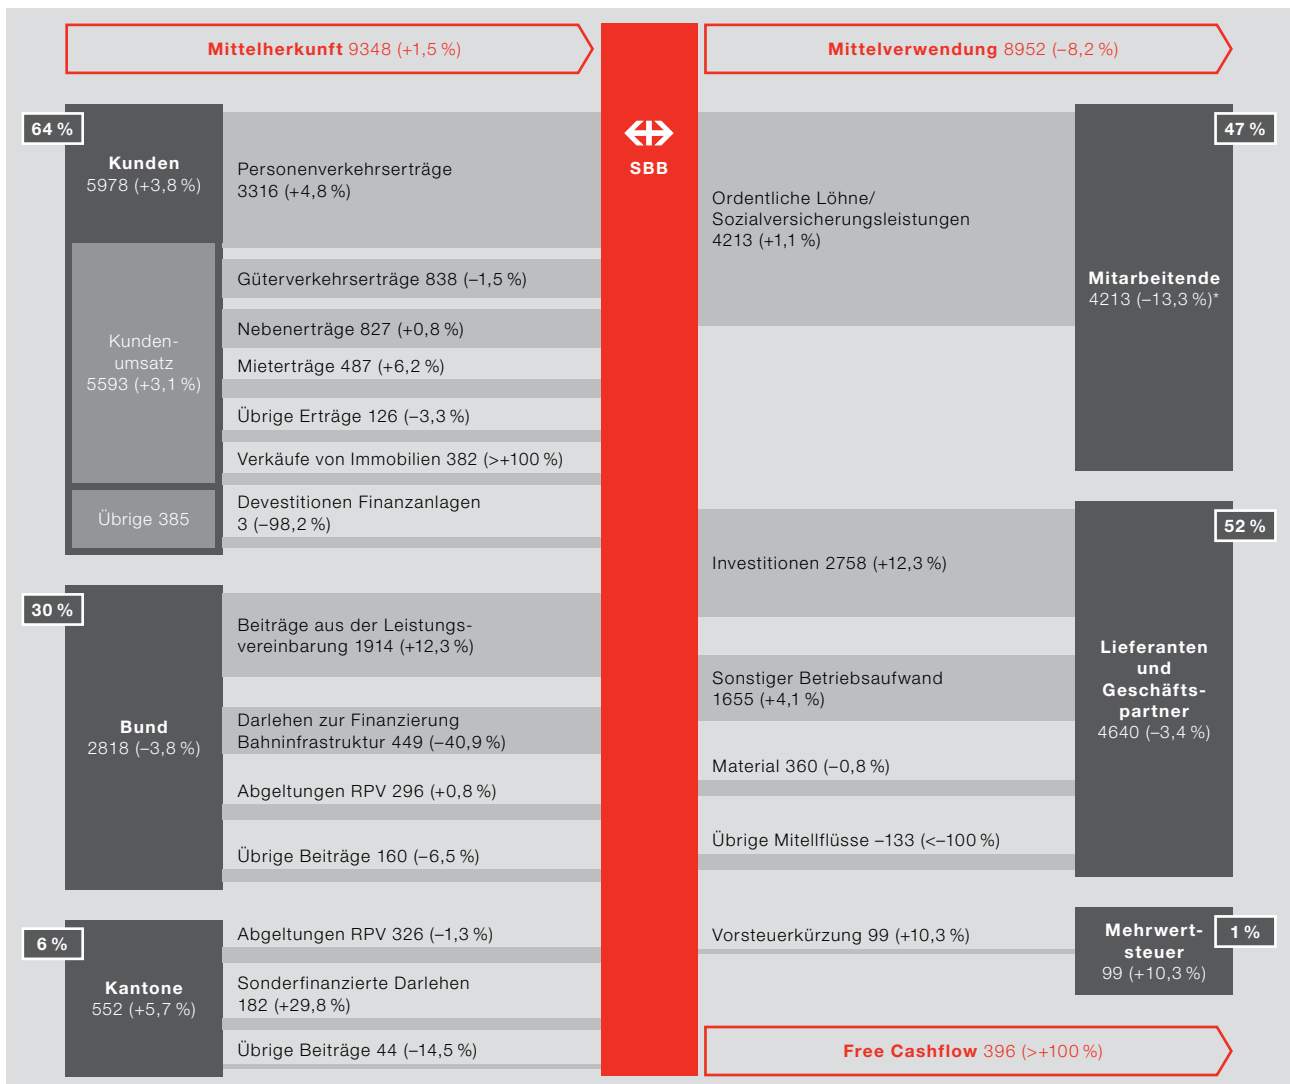 Mittelherkunft 9348 (+1,5 %)
64 %
Kunden
5978 (+3,8 %)
Personenverkehrserträge
3316 (+4,8 %)
Kunden-
umsatz
5593 (+3,1 %)
Güterverkehrserträge 838 (–1,5 %)
Nebenerträge 827 (+0,8 %)
Mieterträge 487 (+6,2 %)
Übrige Erträge 126 (–3,3 %)
Verkäufe von Immobilien 382 (>+100 %)
Übrige 385
Devestitionen Finanzanlagen
3 (–98,2 %)
30 %
Bund
2818 (–3,8 %)
Beiträge aus der Leistungs-
vereinbarung 1914 (+12,3 %)
Darlehen zur Finanzierung
Bahninfrastruktur 449 (–40,9 %)
Abgeltungen RPV 296 (+0,8 %)
Übrige Beiträge 160 (–6,5 %)
6 %
Kantone
552 (+5,7 %)
Abgeltungen RPV 326 (–1,3 %)
Sonderfinanzierte Darlehen
182 (+29,8 %)
Übrige Beiträge 44 (–14,5 %)
SBB
Mittelverwendung 8952 (–8,2 %)
Ordentliche Löhne/
Sozialversicherungsleistungen
4213 (+1,1 %)
47 %
Mitarbeitende
4213 (–13,3 %)*
Investitionen 2758 (+12,3 %)
Sonstiger Betriebsaufwand
1655 (+4,1 %)
Material 360 (–0,8 %)
Übrige Mitellflüsse –133 (<–100 %)
52 %
Lieferanten
und
Geschäfts-
partner
4640 (–3,4 %)
Vorsteuerkürzung 99 (+10,3 %)
Mehrwert-
steuer
99 (+10,3 %)
1 %
Free Cashflow 396 (>+100 %)